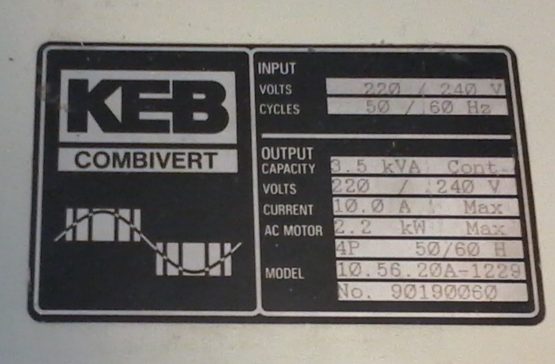 KEB
COMBIVERT
INPUT
VOLTS 220 / 240 V
CYCLES 50 / 60 Hz
OUTPUT
CAPACITY 3.5 kVA Cont.
VOLTS 220 / 240 V
CURRENT 10.0 A Max
AC MOTOR 2.2 kW Max
4P 50/60 H
MODEL 10.56.20A-1229
No. 90190060